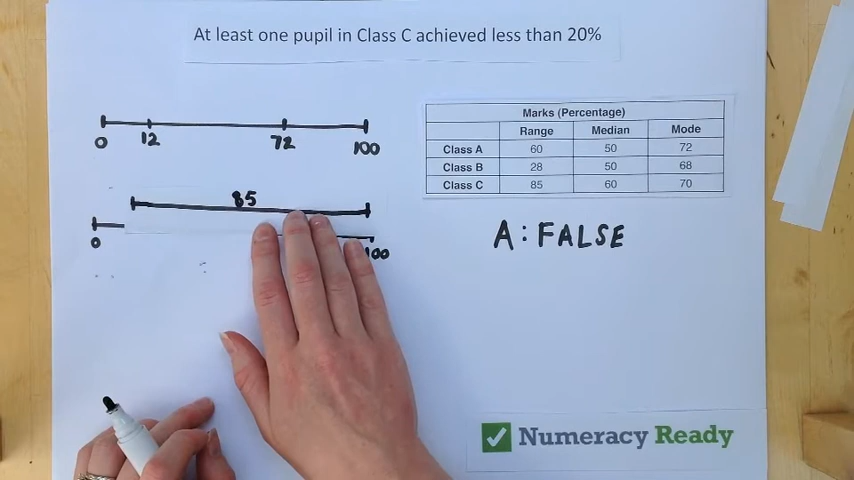 At least one pupil in Class C achieved less than 20%
0 12 72 100
85
0 100
Marks (Percentage)
Range Median Mode
Class A 60 50 72
Class B 28 50 68
Class C 85 60 70
A: FALSE
Numeracy Ready